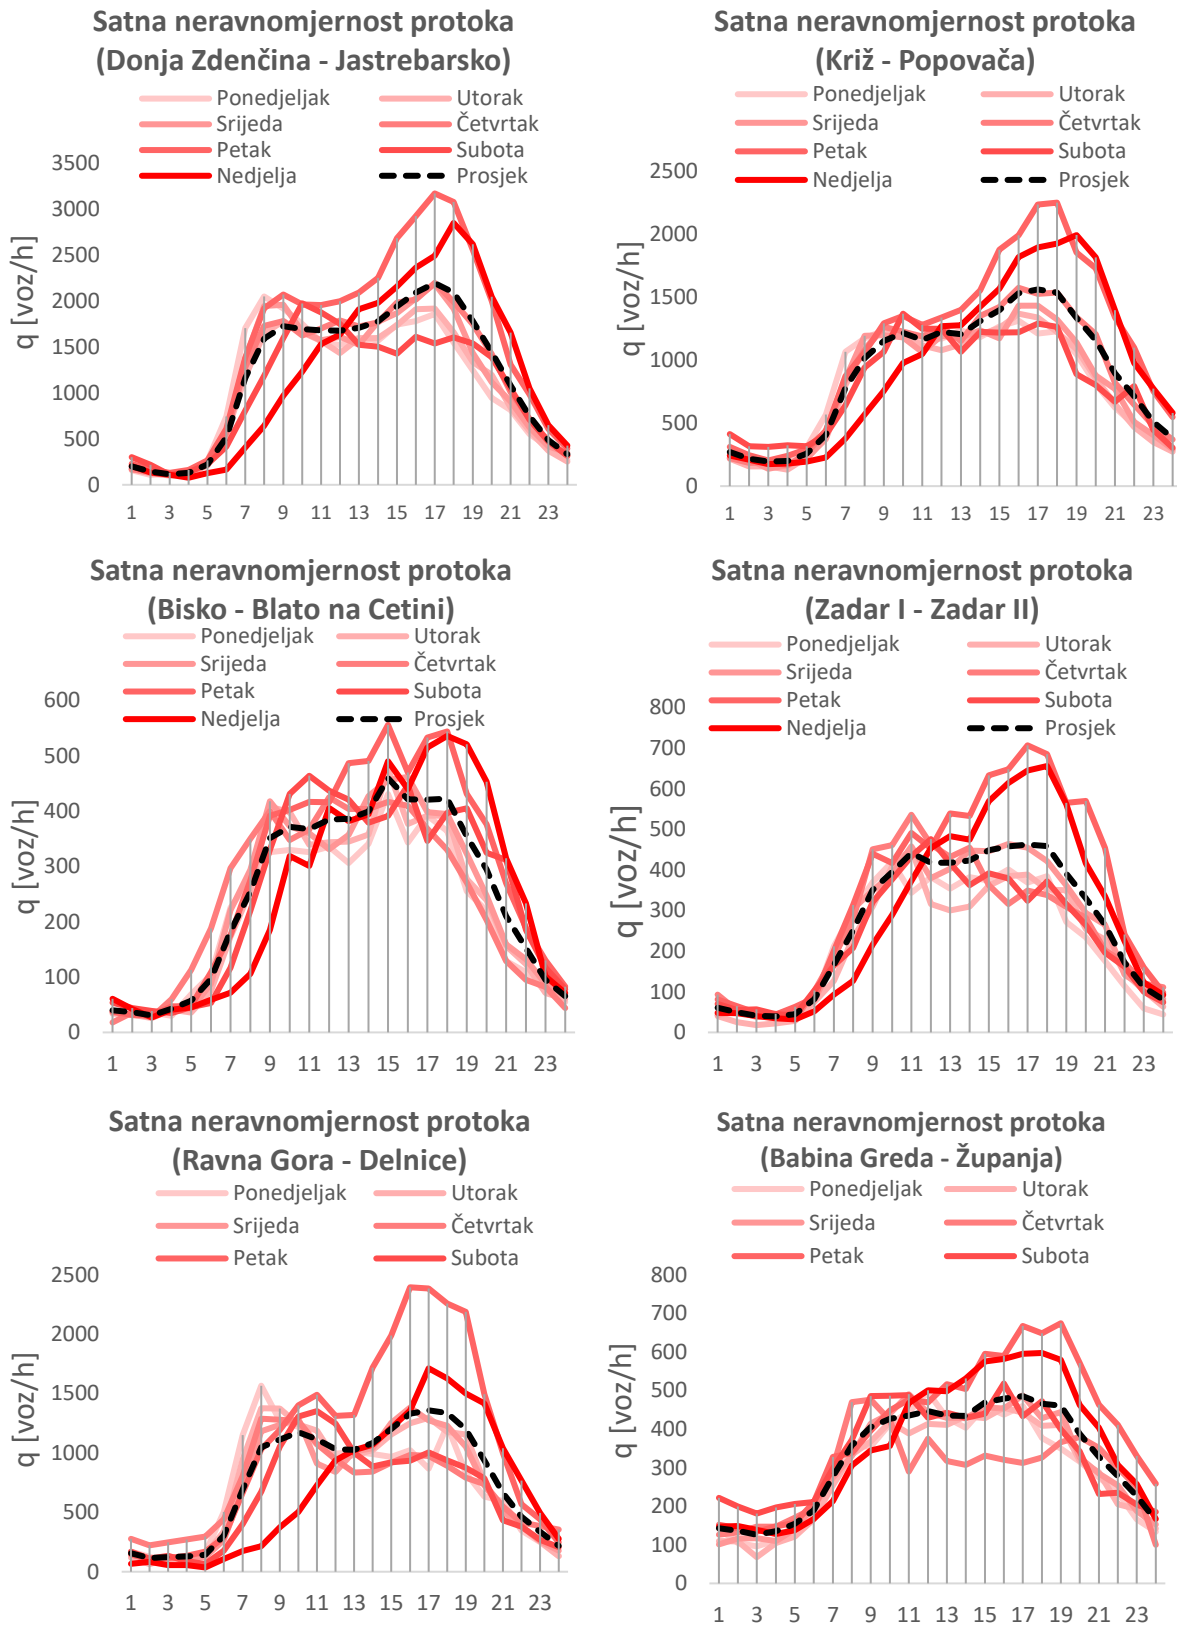 Satna neravnomjernost protoka
(Donja Zdenčina - Jastrebarsko)
Ponedjeljak Utorak
Srijeda Četvrtak
Petak Subota
Nedjelja Prosjek
q [voz/h]
3500
3000
2500
2000
1500
1000
500
0
1 3 5 7 9 11 13 15 17 19 21 23
Satna neravnomjernost protoka
(Križ - Popovača)
Ponedjeljak Utorak
Srijeda Četvrtak
Petak Subota
Nedjelja Prosjek
q [voz/h]
2500
2000
1500
1000
500
0
1 3 5 7 9 11 13 15 17 19 21 23
Satna neravnomjernost protoka
(Bisko - Blato na Cetini)
Ponedjeljak Utorak
Srijeda Četvrtak
Petak Subota
Nedjelja Prosjek
q [voz/h]
600
500
400
300
200
100
0
1 3 5 7 9 11 13 15 17 19 21 23
Satna neravnomjernost protoka
(Zadar I - Zadar II)
Ponedjeljak Utorak
Srijeda Četvrtak
Petak Subota
Nedjelja Prosjek
q [voz/h]
800
700
600
500
400
300
200
100
0
1 3 5 7 9 11 13 15 17 19 21 23
Satna neravnomjernost protoka
(Ravna Gora - Delnice)
Ponedjeljak Utorak
Srijeda Četvrtak
Petak Subota
q [voz/h]
2500
2000
1500
1000
500
0
1 3 5 7 9 11 13 15 17 19 21 23
Satna neravnomjernost protoka
(Babina Greda - Županja)
Ponedjeljak Utorak
Srijeda Četvrtak
Petak Subota
q [voz/h]
800
700
600
500
400
300
200
100
0
1 3 5 7 9 11 13 15 17 19 21 23